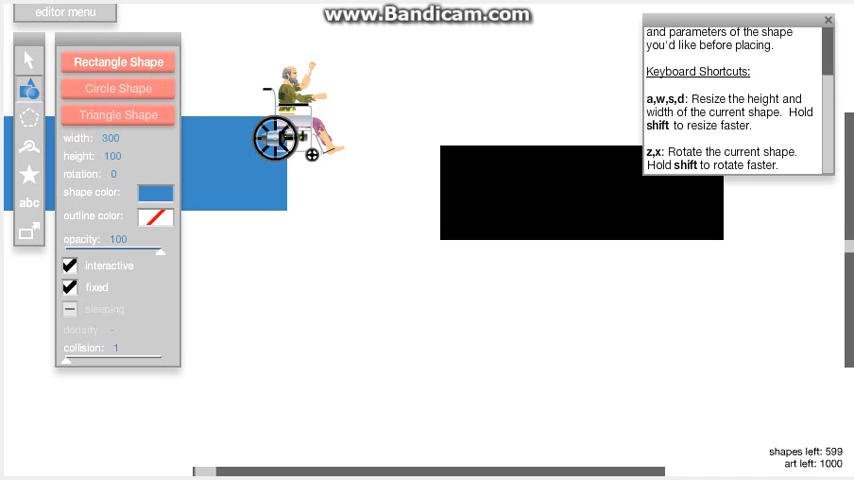 editor menu
www.Bandicam.com
Rectangle Shape
Circle Shape
Triangle Shape
width: 300
height: 100
rotation: 0
shape color:
outline color:
opacity: 100
interactive
fixed
sleeping
density: -
collision: 1
abc
and parameters of the shape
you'd like before placing.
Keyboard Shortcuts:
a,w,s,d: Resize the height and
width of the current shape. Hold
shift to resize faster.
z,x: Rotate the current shape.
Hold shift to rotate faster.
shapes left: 599
art left: 1000